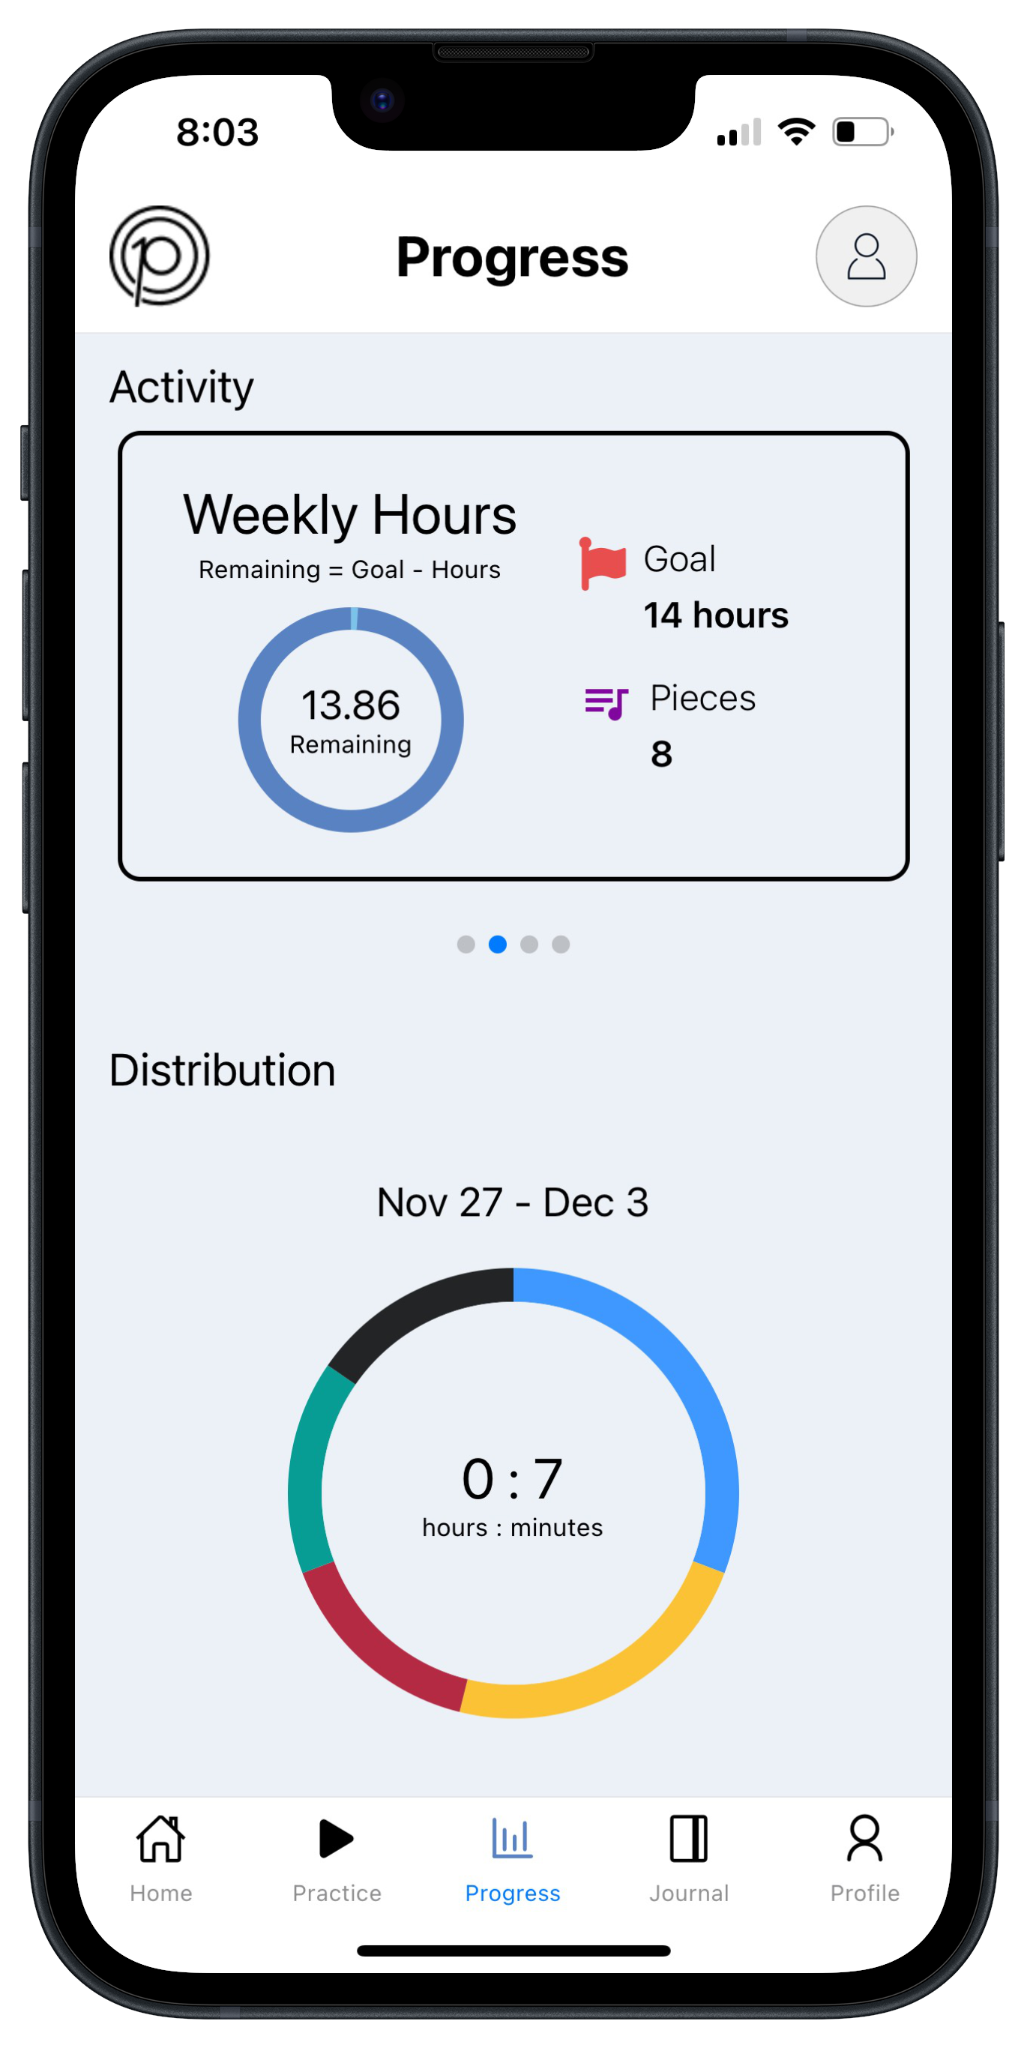 8:03
Progress
Activity
Weekly Hours
Remaining = Goal - Hours
13.86
Remaining
Goal
14 hours
Pieces
8
Distribution
Nov 27 - Dec 3
0 : 7
hours : minutes
Home
Practice
Progress
Journal
Profile